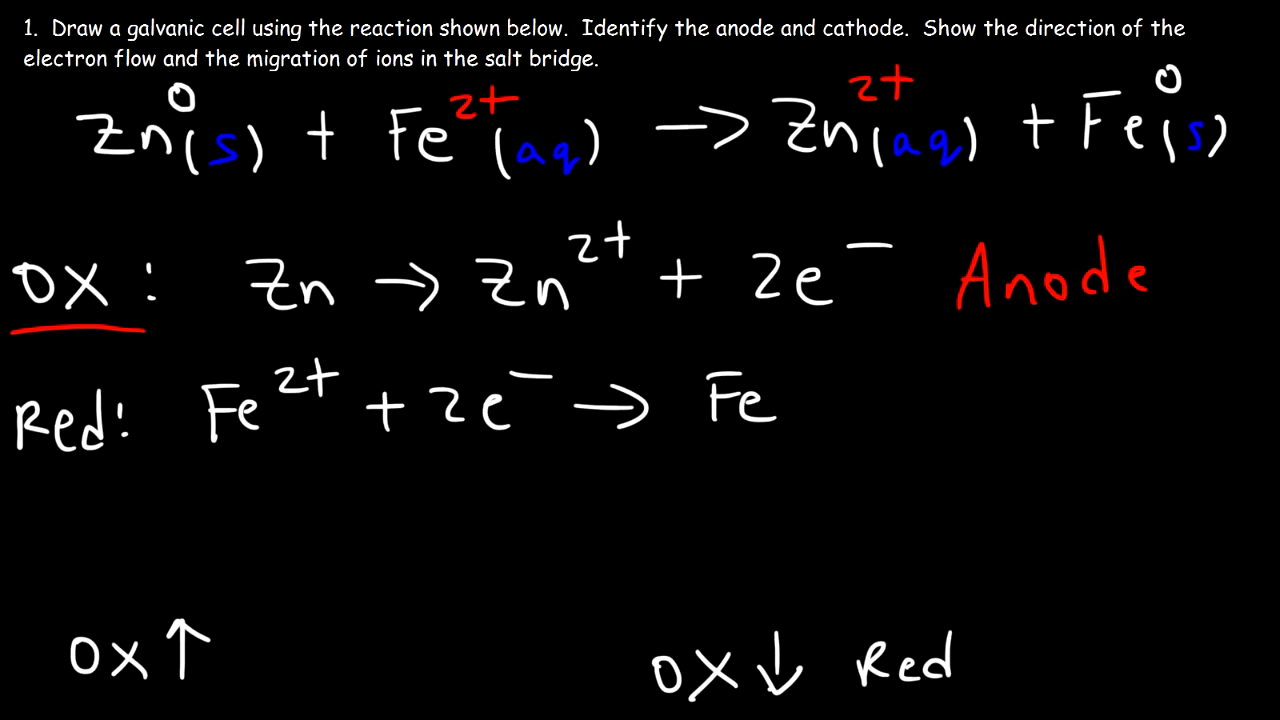 1. Draw a galvanic cell using the reaction shown below. Identify the anode and cathode. Show the direction of the
electron flow and the migration of ions in the salt bridge.
Zn⁰(s) + Fe²⁺(aq) → Zn²⁺(aq) + Fe⁰(s)
OX: Zn → Zn²⁺ + 2e⁻ Anode
Red: Fe²⁺ + 2e⁻ → Fe
OX↑ OX↓ Red